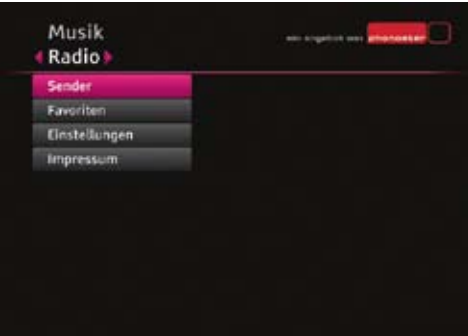 Musik
Radio
Sender
Favoriten
Einstellungen
Impressum